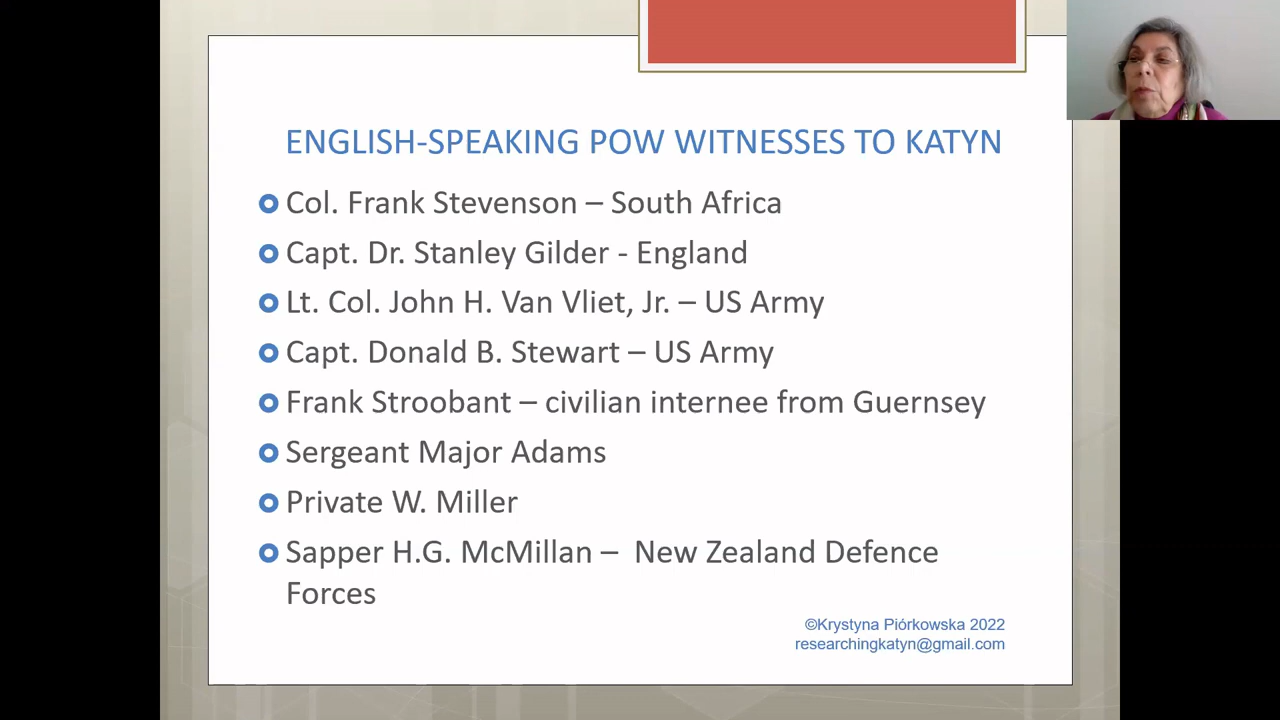 ENGLISH-SPEAKING POW WITNESSES TO KATYN
Col. Frank Stevenson – South Africa
Capt. Dr. Stanley Gilder - England
Lt. Col. John H. Van Vliet, Jr. – US Army
Capt. Donald B. Stewart – US Army
Frank Stroobant – civilian internee from Guernsey
Sergeant Major Adams
Private W. Miller
Sapper H.G. McMillan – New Zealand Defence
Forces
©Krystyna Piórkowska 2022
researchingkatyn@gmail.com